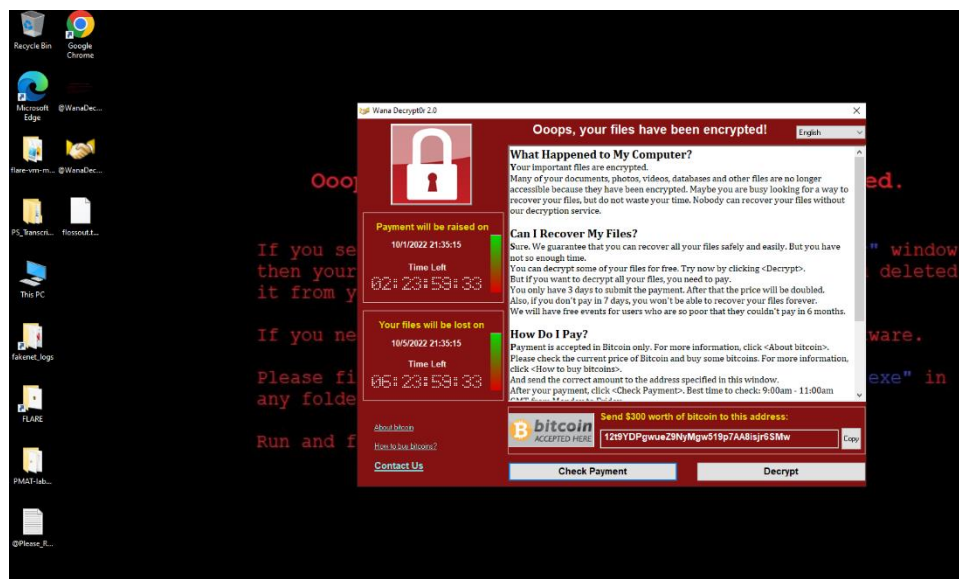 Recycle Bin
Google
Chrome
Microsoft
Edge
@WanaDec...
flare-vm-m...
@WanaDec...
PS_Transcri...
flossout.t...
This PC
fakenet_logs
FLARE
PMAT-lab...
@Please_R...
Wana Decrypt0r 2.0
Ooops, your files have been encrypted!
English
What Happened to My Computer?
Your important files are encrypted.
Many of your documents, photos, videos, databases and other files are no longer
accessible because they have been encrypted. Maybe you are busy looking for a way to
recover your files, but do not waste your time. Nobody can recover your files without
our decryption service.
Can I Recover My Files?
Sure. We guarantee that you can recover all your files safely and easily. But you have
not so enough time.
You can decrypt some of your files for free. Try now by clicking <Decrypt>.
But if you want to decrypt all your files, you need to pay.
You only have 3 days to submit the payment. After that the price will be doubled.
Also, if you don't pay in 7 days, you won't be able to recover your files forever.
We will have free events for users who are so poor that they couldn't pay in 6 months.
How Do I Pay?
Payment is accepted in Bitcoin only. For more information, click <About bitcoin>.
Please check the current price of Bitcoin and buy some bitcoins. For more information,
click <How to buy bitcoins>.
And send the correct amount to the address specified in this window.
After your payment, click <Check Payment>. Best time to check: 9:00am - 11:00am
GMT from Monday to Friday.
Payment will be raised on
10/1/2022 21:35:15
Time Left
02:23:59:33
Your files will be lost on
10/5/2022 21:35:15
Time Left
06:23:59:33
About bitcoin
How to buy bitcoins?
Contact Us
bitcoin
ACCEPTED HERE
Send $300 worth of bitcoin to this address:
12t9YDPgwueZ9NyMgw519p7AA8isjr6SMw
Copy
Check Payment
Decrypt
Ooo
ed.
If you se
" window
then your
deleted
it from y
If you ne
ware.
Please fi
exe" in
any folde
Run and f